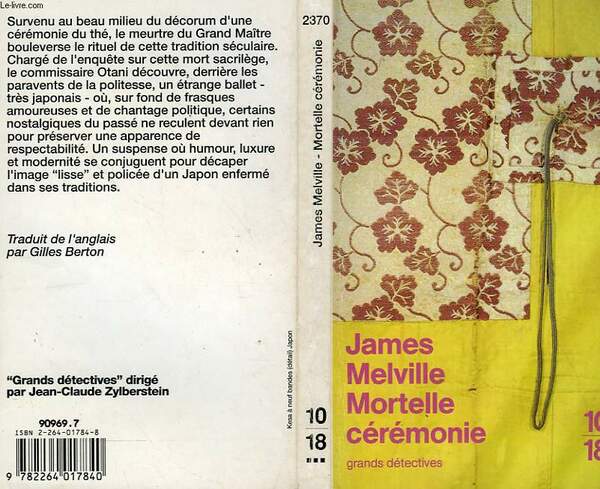 Le-livre.com
Survenu au beau milieu du décorum d'une
cérémonie du thé, le meurtre du Grand Maître
bouleverse le rituel de cette tradition séculaire.
Chargé de l'enquête sur cette mort sacrilège,
le commissaire Otani découvre, derrière les
paravents de la politesse, un étrange ballet -
très japonais - où, sur fond de frasques
amoureuses et de chantage politique, certains
nostalgiques du passé ne reculent devant rien
pour préserver une apparence de
respectabilité. Un suspense où humour, luxure
et modernité se conjuguent pour décaper
l'image “lisse” et policée d'un Japon enfermé
dans ses traditions.
Traduit de l'anglais
par Gilles Berton
“Grands détectives” dirigé
par Jean-Claude Zylberstein
90969.7
ISBN 2-264-01784-8
9 782264 017840
2370
James Melville - Mortelle cérémonie
Kesa à neuf bandes (détail) Japon
10
18
James
Melville
Mortelle
cérémonie
grands détectives
10
18